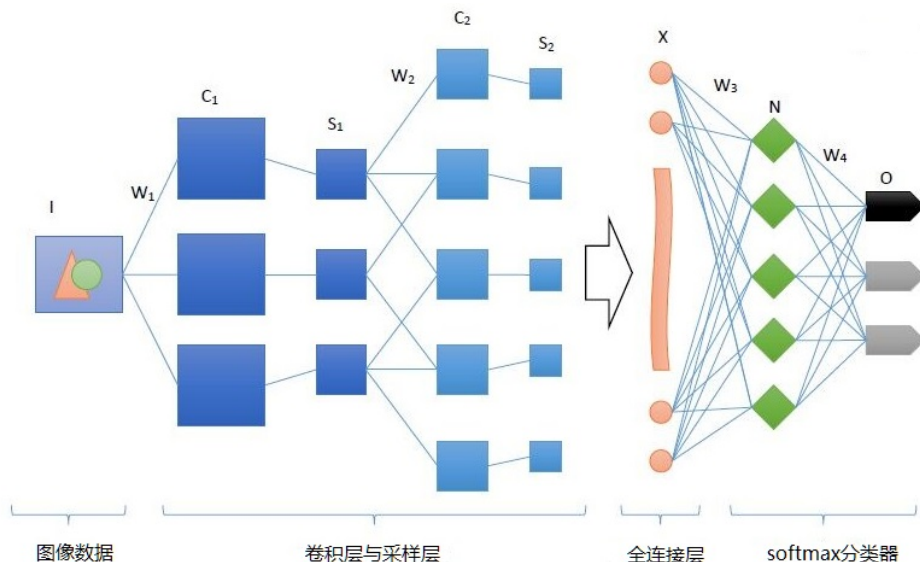 C₂
S₂
X
W₂
W₃
C₁
N
S₁
W₄
O
W₁
I
图像数据
卷积层与采样层
全连接层
softmax分类器